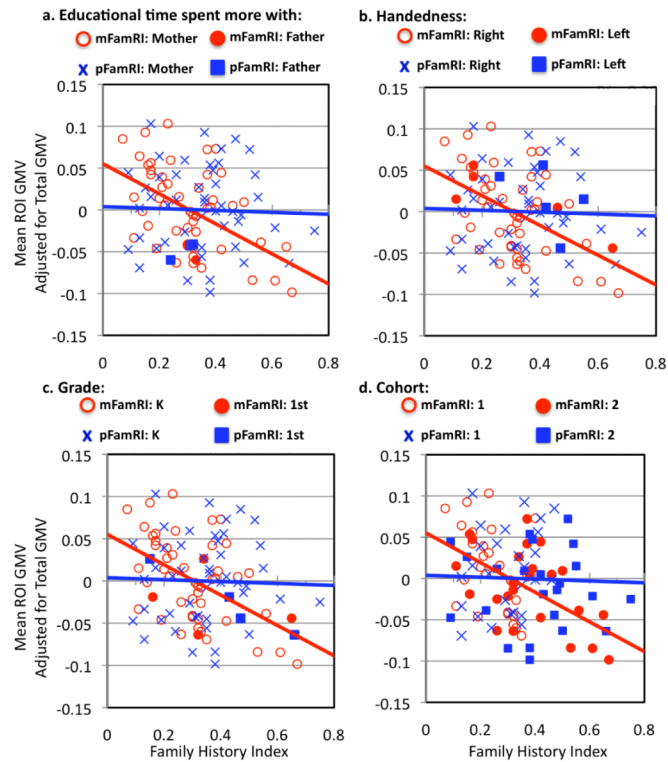 a. Educational time spent more with:
mFamRI: Mother mFamRI: Father
pFamRI: Mother pFamRI: Father
0.15
0.1
0.05
0
-0.05
-0.1
-0.15
0 0.2 0.4 0.6 0.8
Mean ROI GMV
Adjusted for Total GMV
b. Handedness:
mFamRI: Right mFamRI: Left
pFamRI: Right pFamRI: Left
0.15
0.1
0.05
0
-0.05
-0.1
-0.15
0 0.2 0.4 0.6 0.8
c. Grade:
mFamRI: K mFamRI: 1st
pFamRI: K pFamRI: 1st
0.15
0.1
0.05
0
-0.05
-0.1
-0.15
0 0.2 0.4 0.6 0.8
Mean ROI GMV
Adjusted for Total GMV
Family History Index
d. Cohort:
mFamRI: 1 mFamRI: 2
pFamRI: 1 pFamRI: 2
0.15
0.1
0.05
0
-0.05
-0.1
-0.15
0 0.2 0.4 0.6 0.8
Family History Index